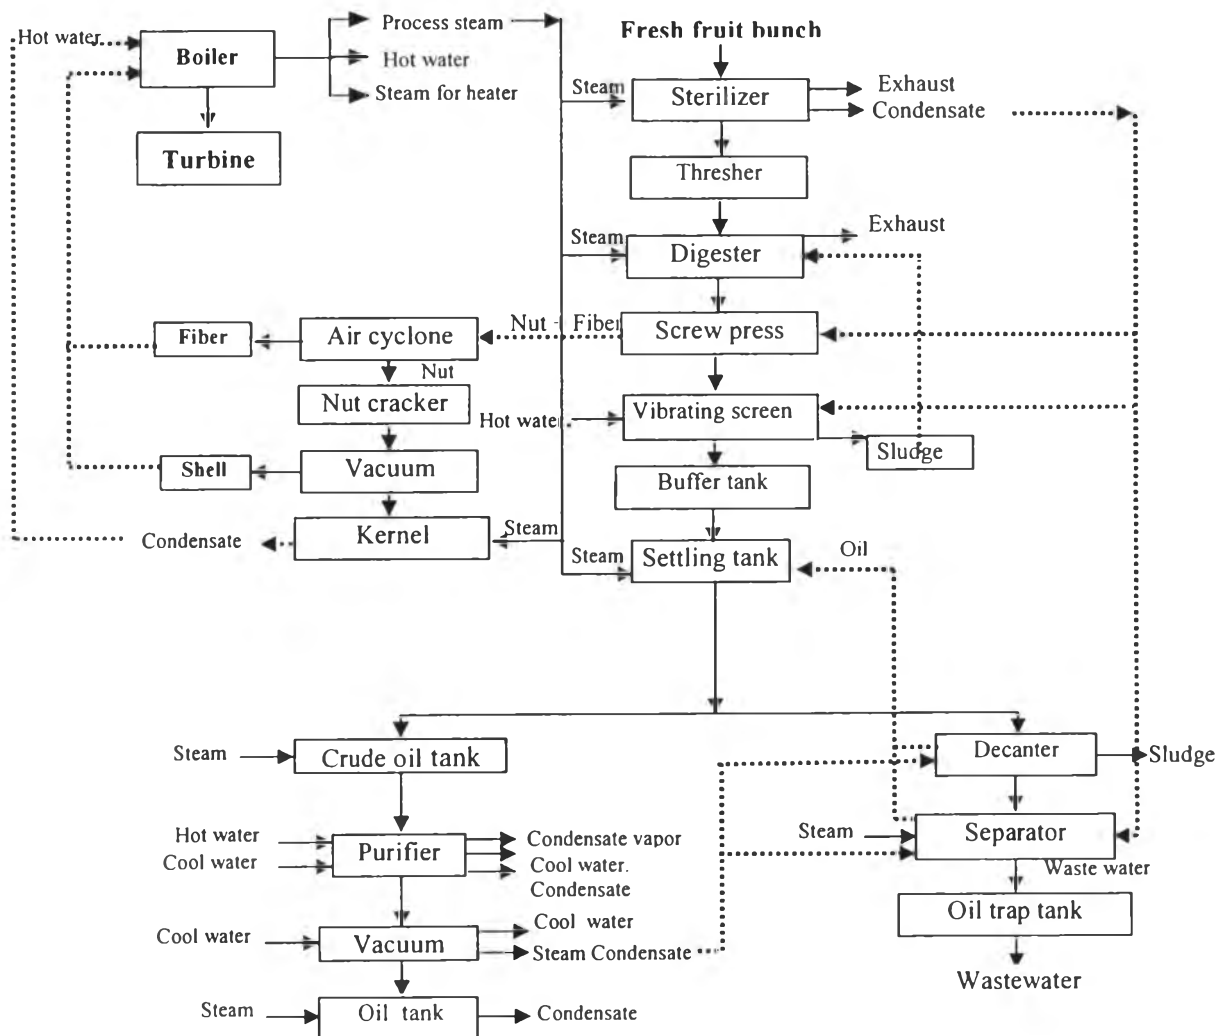 Hot water
Boiler
Process steam
Hot water
Steam for heater
Turbine
Fresh fruit bunch
Steam
Sterilizer
Exhaust
Condensate
Thresher
Steam
Digester
Exhaust
Fiber
Air cyclone
Nut + Fiber
Screw press
Nut
Nut cracker
Hot water
Vibrating screen
Sludge
Shell
Vacuum
Buffer tank
Condensate
Kernel
Steam
Steam
Settling tank
Oil
Steam
Crude oil tank
Decanter
Sludge
Hot water
Cool water
Purifier
Condensate vapor
Cool water.
Condensate
Steam
Separator
Waste water
Oil trap tank
Cool water
Vacuum
Cool water
Steam Condensate
Wastewater
Steam
Oil tank
Condensate